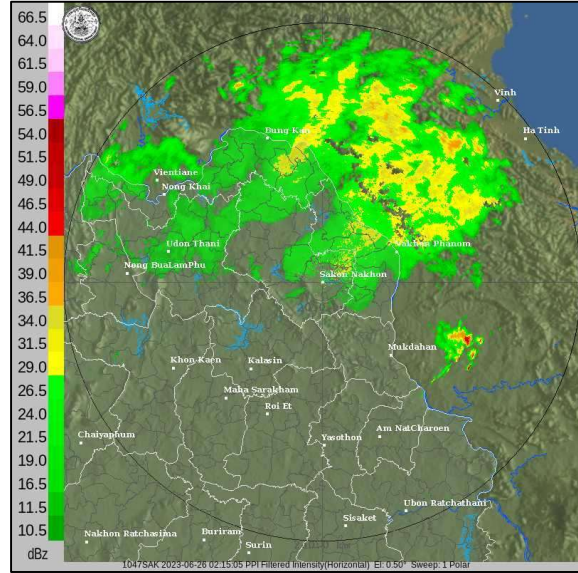 66.5
64.0
61.5
59.0
56.5
54.0
51.5
49.0
46.5
44.0
41.5
39.0
36.5
34.0
31.5
29.0
26.5
24.0
21.5
19.0
16.5
11.5
10.5
dBz
Vinh
Ha Tinh
Bung Kan
Vientiane
Nong Khai
Udon Thani
Nakhon Phanom
Nong BuaLamPhu
Sakon Nakhon
Mukdahan
Khon Kaen
Kalasin
Maha Sarakham
Roi Et
Chaiyaphum
Yasothon
Am NatCharoen
Ubon Ratchathani
Sisaket
Nakhon Ratchasima
Buriram
Surin
1047SAK 2023-06-26 02:15:05 PPI Filtered Intensity(Horizontal) El: 0.50° Sweep: 1 Polar